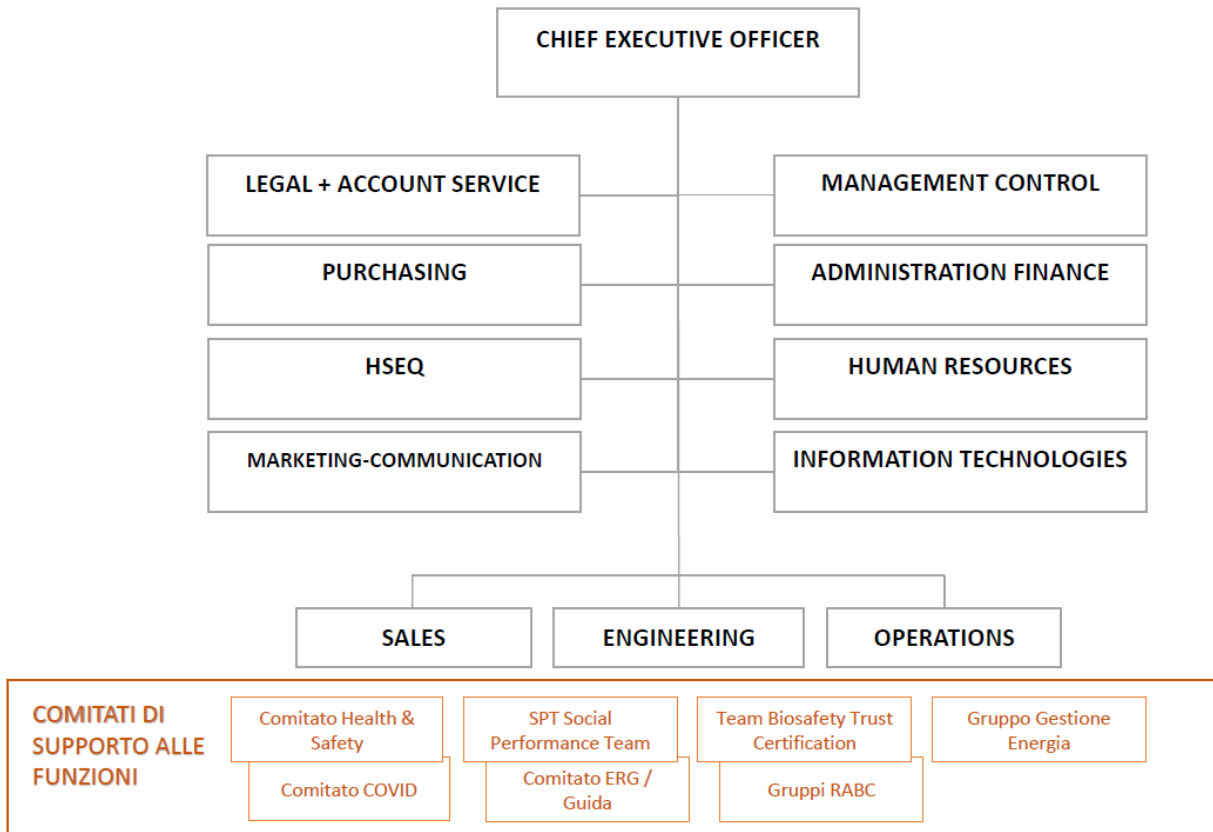 CHIEF EXECUTIVE OFFICER
LEGAL + ACCOUNT SERVICE
MANAGEMENT CONTROL
PURCHASING
ADMINISTRATION FINANCE
HSEQ
HUMAN RESOURCES
MARKETING-COMMUNICATION
INFORMATION TECHNOLOGIES
SALES
ENGINEERING
OPERATIONS
COMITATI DI
SUPPORTO ALLE
FUNZIONI
Comitato Health &
Safety
SPT Social
Performance Team
Team Biosafety Trust
Certification
Gruppo Gestione
Energia
Comitato COVID
Comitato ERG /
Guida
Gruppi RABC